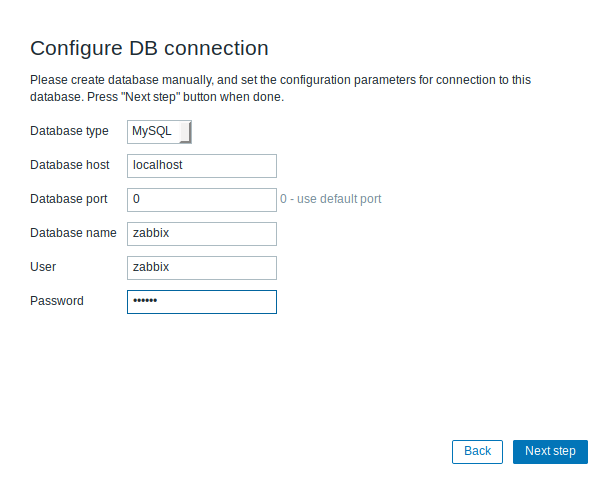 Configure DB connection
Please create database manually, and set the configuration parameters for connection to this
database. Press "Next step" button when done.
Database type MySQL
Database host localhost
Database port 0 0 - use default port
Database name zabbix
User zabbix
Password ••••••
Back Next step